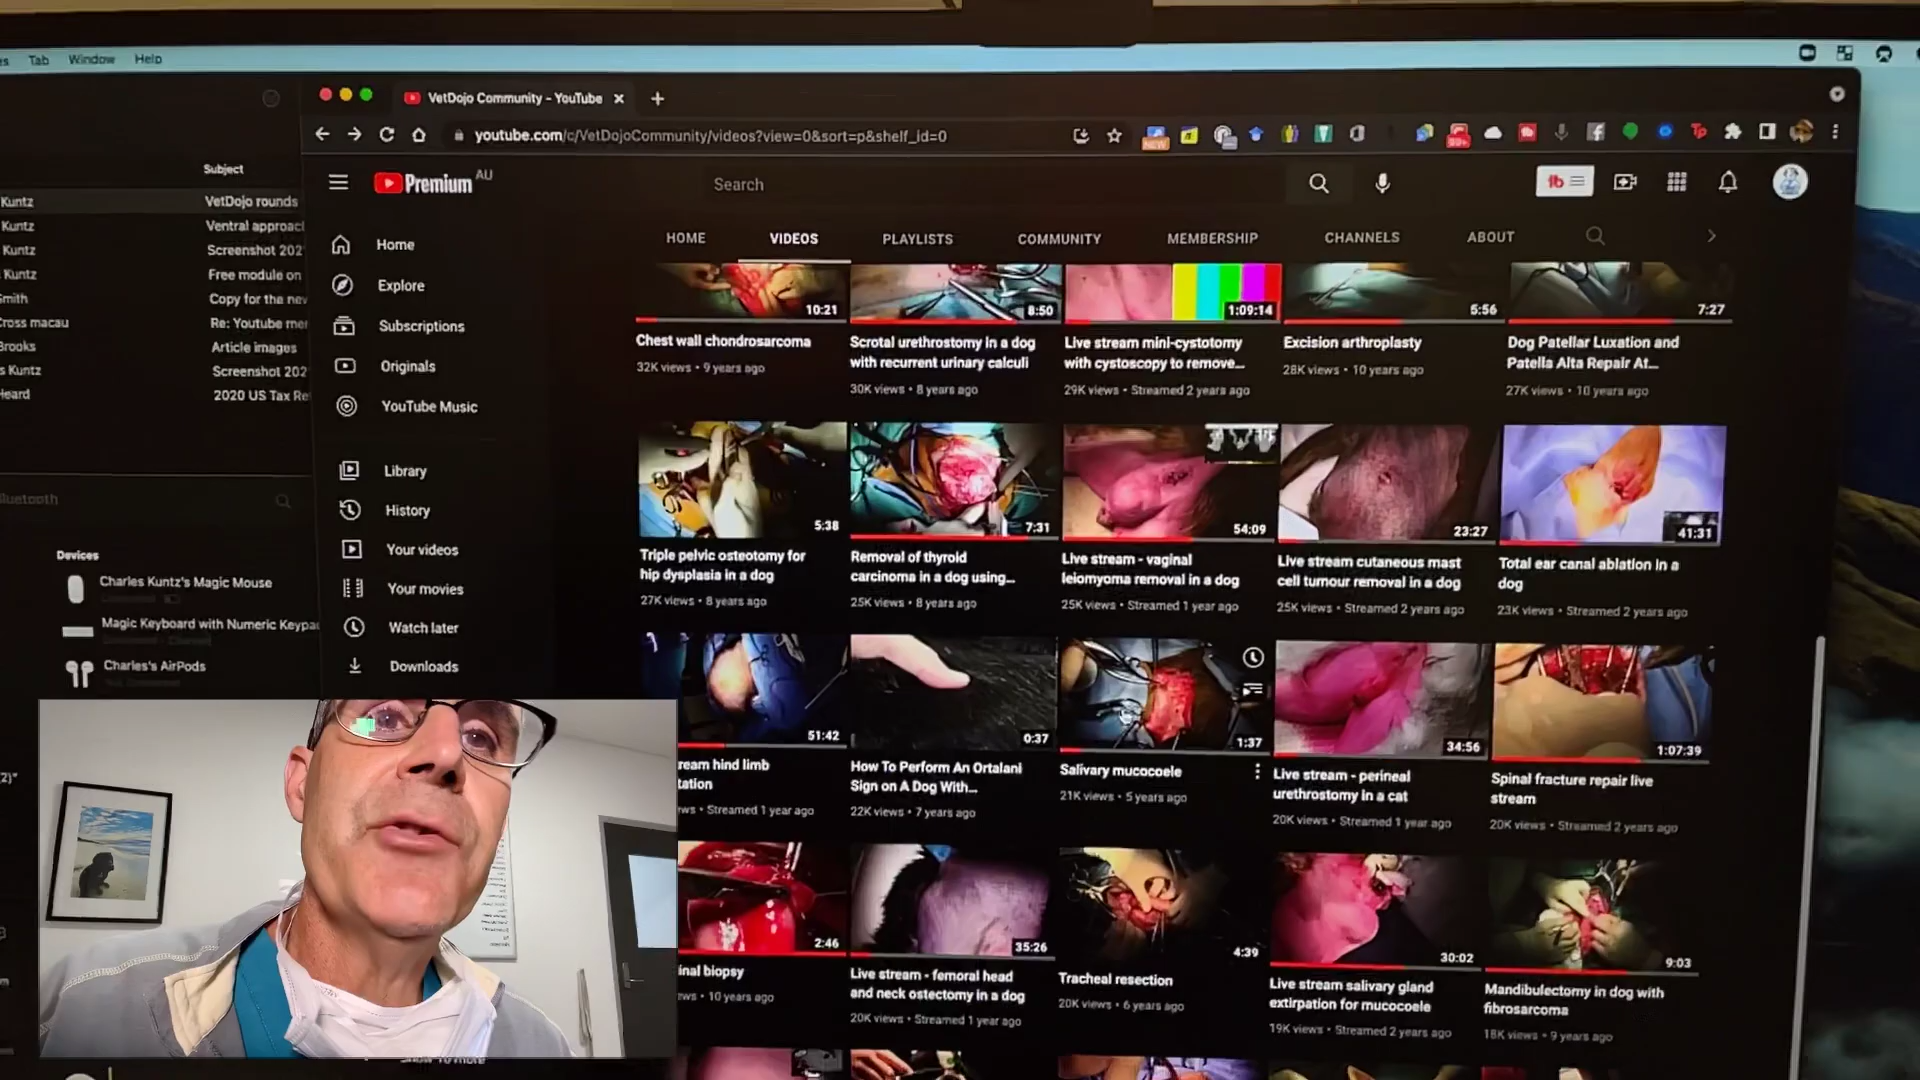 Tab Window Help
VetDojo Community - YouTube
youtube.com/c/VetDojoCommunity/videos?view=0&sort=p&shelf_id=0
NEW
99+
Premium AU
Search
HOME VIDEOS PLAYLISTS COMMUNITY MEMBERSHIP CHANNELS ABOUT
Subject
Kuntz VetDojo rounds
Kuntz Ventral approac
Kuntz Screenshot 202
Kuntz Free module on
Smith Copy for the new
Cross macau Re: Youtube mer
Brooks Article images
s Kuntz Screenshot 202
Heard 2020 US Tax Re
Bluetooth
Devices
Charles Kuntz's Magic Mouse
Magic Keyboard with Numeric Keypa
Charles's AirPods
Home
Explore
Subscriptions
Originals
YouTube Music
Library
History
Your videos
Your movies
Watch later
Downloads
10:21
8:50
1:09:14
5:56
7:27
Chest wall chondrosarcoma
32K views • 9 years ago
Scrotal urethrostomy in a dog
with recurrent urinary calculi
30K views • 8 years ago
Live stream mini-cystotomy
with cystoscopy to remove...
29K views • Streamed 2 years ago
Excision arthroplasty
28K views • 10 years ago
Dog Patellar Luxation and
Patella Alta Repair At...
27K views • 10 years ago
5:38
7:31
54:09
23:27
41:31
Triple pelvic osteotomy for
hip dysplasia in a dog
27K views • 8 years ago
Removal of thyroid
carcinoma in a dog using...
25K views • 8 years ago
Live stream - vaginal
leiomyoma removal in a dog
25K views • Streamed 1 year ago
Live stream cutaneous mast
cell tumour removal in a dog
25K views • Streamed 2 years ago
Total ear canal ablation in a
dog
23K views • Streamed 2 years ago
51:42
0:37
1:37
34:56
1:07:39
ream hind limb
tation
ws • Streamed 1 year ago
How To Perform An Ortalani
Sign on A Dog With...
22K views • 7 years ago
Salivary mucocoele
21K views • 5 years ago
Live stream - perineal
urethrostomy in a cat
20K views • Streamed 1 year ago
Spinal fracture repair live
stream
20K views • Streamed 2 years ago
2:46
35:26
4:39
30:02
9:03
inal biopsy
ws • 10 years ago
Live stream - femoral head
and neck ostectomy in a dog
20K views • Streamed 1 year ago
Tracheal resection
20K views • 6 years ago
Live stream salivary gland
extirpation for mucocoele
19K views • Streamed 2 years ago
Mandibulectomy in dog with
fibrosarcoma
18K views • 9 years ago